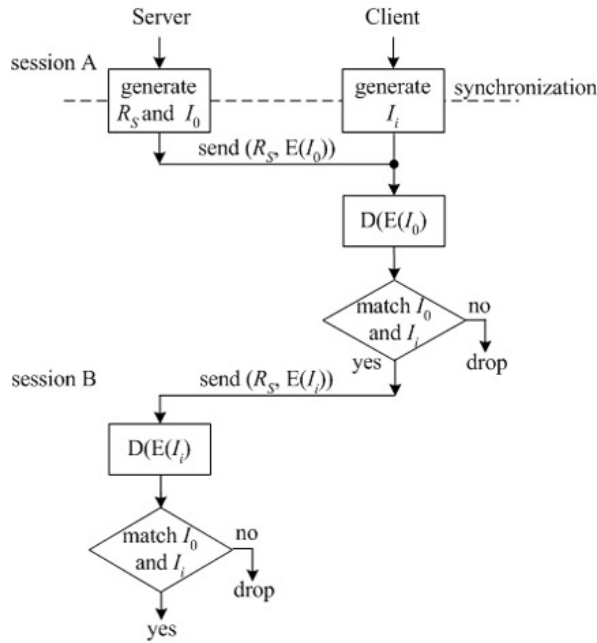 Server
Client
session A
generate
R_S and I_0
generate
I_i
synchronization
send (R_S, E(I_0))
D(E(I_0)
match I_0
and I_i
no
yes
drop
session B
send (R_S, E(I_i))
D(E(I_i)
match I_0
and I_i
no
drop
yes